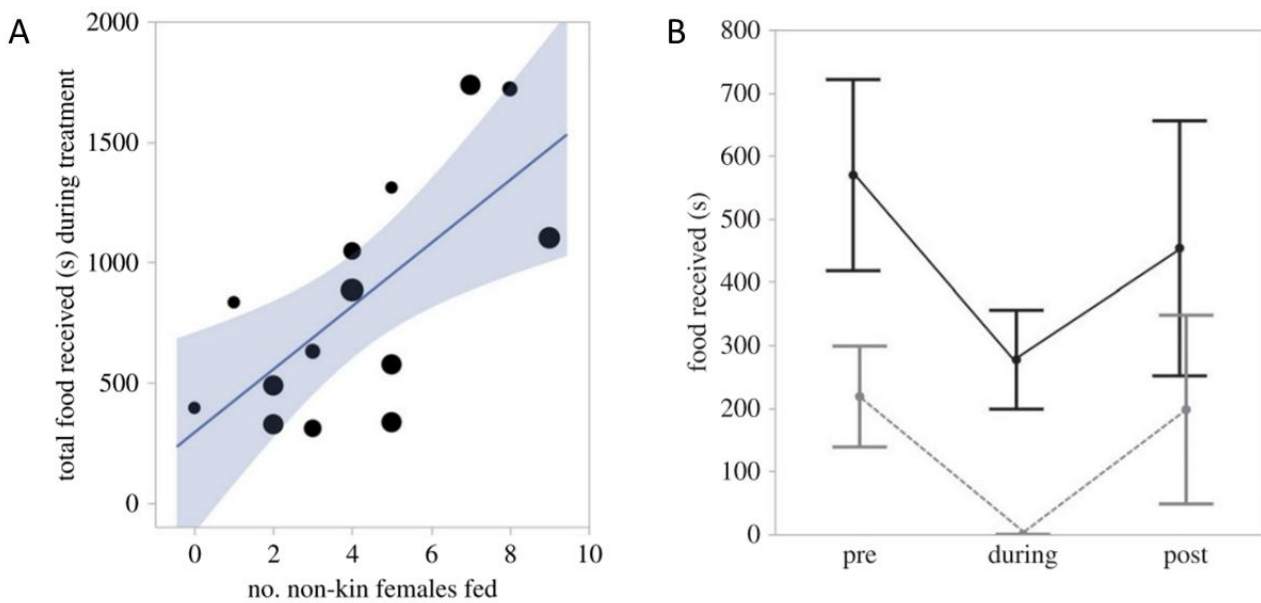 A
2000
1500
1000
500
0
total food received (s) during treatment
0 2 4 6 8 10
no. non-kin females fed
B
800
700
600
500
400
300
200
100
0
food received (s)
pre during post